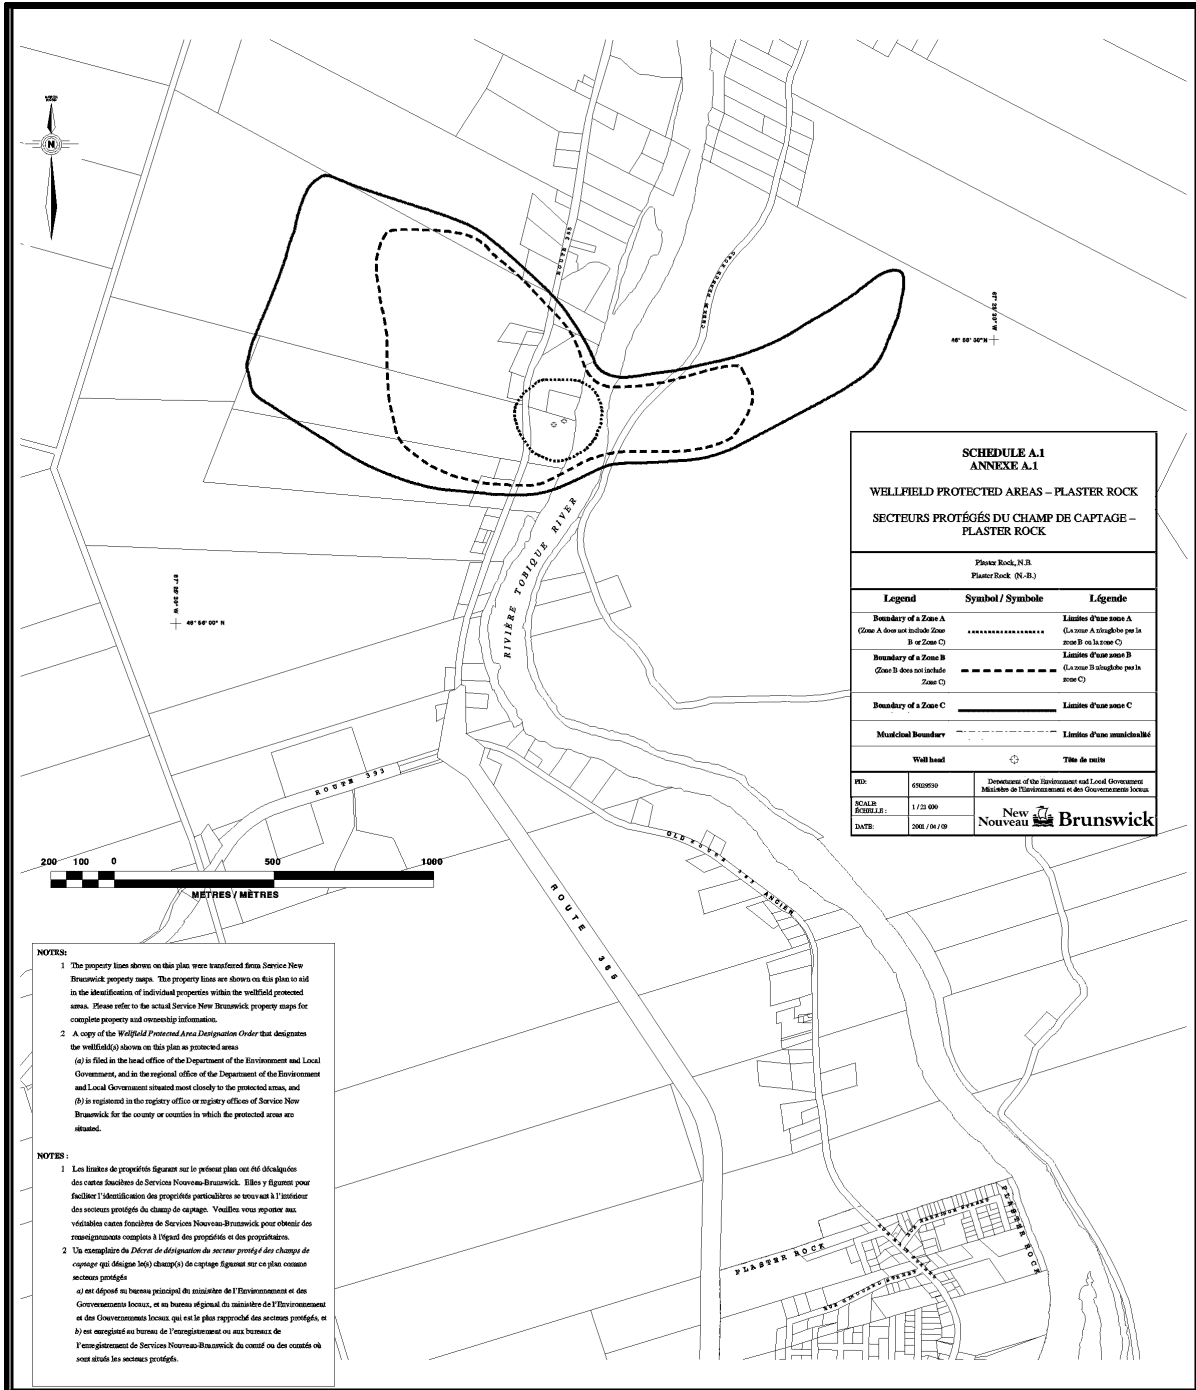 N
ROUTE 385
46° 56' 30" N
SCHEDULE A.1
ANNEXE A.1
WELLFIELD PROTECTED AREAS – PLASTER ROCK
SECTEURS PROTÉGÉS DU CHAMP DE CAPTAGE –
PLASTER ROCK
Plaster Rock, N.B.
Plaster Rock (N.-B.)
Legend Symbol / Symbole Légende
Boundary of a Zone A
(Zone A does not include Zone
B or Zone C)
Limites d'une zone A
(La zone A n'englobe pas la
zone B ou la zone C)
Boundary of a Zone B
(Zone B does not include
Zone C)
Limites d'une zone B
(La zone B n'englobe pas la
zone C)
Boundary of a Zone C Limites d'une zone C
Municipal Boundary Limites d'une municipalité
Well head Tête de puits
PID: 65029530
Department of the Environment and Local Government
Ministère de l'Environnement et des Gouvernements locaux
SCALE:
ÉCHELLE : 1 / 21 000
DATE: 2001 / 04 / 09
New
Nouveau Brunswick
RIVIÈRE TOBIQUE RIVER
46° 56' 00" N
ROUTE 393
OLD ROUTE 393 ANCIEN
ROUTE 385
200 100 0 500 1000
METRES / MÈTRES
PLASTER ROCK
PLASTER ROCK
NOTES:
1 The property lines shown on this plan were transferred from Service New
Brunswick property maps. The property lines are shown on this plan to aid
in the identification of individual properties within the wellfield protected
areas. Please refer to the actual Service New Brunswick property maps for
complete property and ownership information.
2 A copy of the Wellfield Protected Area Designation Order that designates
the wellfield(s) shown on this plan as protected areas
(a) is filed in the head office of the Department of the Environment and Local
Government, and in the regional office of the Department of the Environment
and Local Government situated most closely to the protected areas, and
(b) is registered in the registry office or registry offices of Service New
Brunswick for the county or counties in which the protected areas are
situated.
NOTES :
1 Les limites de propriétés figurant sur le présent plan ont été décalquées
des cartes foncières de Services Nouveau-Brunswick. Elles y figurent pour
faciliter l'identification des propriétés particulières se trouvant à l'intérieur
des secteurs protégés du champ de captage. Veuillez vous reporter aux
véritables cartes foncières de Services Nouveau-Brunswick pour obtenir des
renseignements complets à l'égard des propriétés et des propriétaires.
2 Un exemplaire du Décret de désignation du secteur protégé des champs de
captage qui désigne le(s) champ(s) de captage figurant sur ce plan comme
secteurs protégés
a) est déposé au bureau principal du ministère de l'Environnement et des
Gouvernements locaux, et au bureau régional du ministère de l'Environnement
et des Gouvernements locaux qui est le plus rapproché des secteurs protégés, et
b) est enregistré au bureau de l'enregistrement ou aux bureaux de
l'enregistrement de Services Nouveau-Brunswick du comté ou des comtés où
sont situés les secteurs protégés.